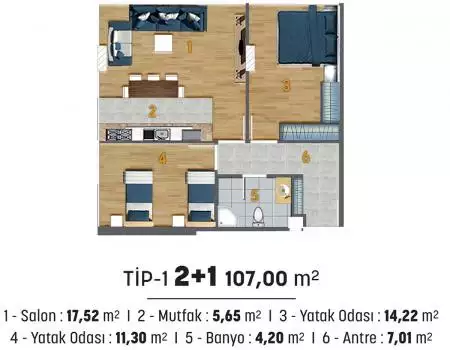 1
2
3
4
5
6
TİP-1 2+1 107,00 m²
1 - Salon : 17,52 m² I 2 - Mutfak : 5,65 m² I 3 - Yatak Odası : 14,22 m²
4 - Yatak Odası : 11,30 m² I 5 - Banyo : 4,20 m² I 6 - Antre : 7,01 m²